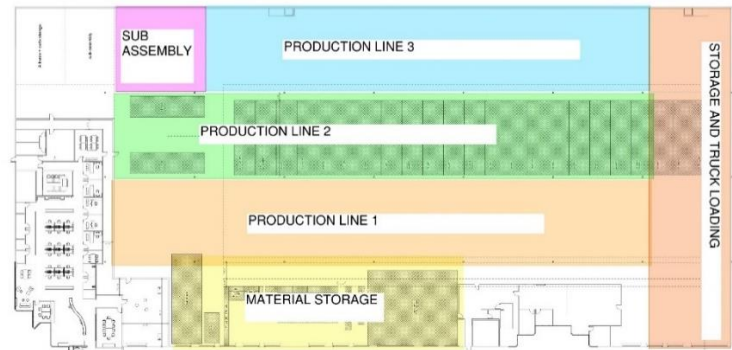 SUB
ASSEMBLY
PRODUCTION LINE 3
PRODUCTION LINE 2
PRODUCTION LINE 1
MATERIAL STORAGE
STORAGE AND TRUCK LOADING